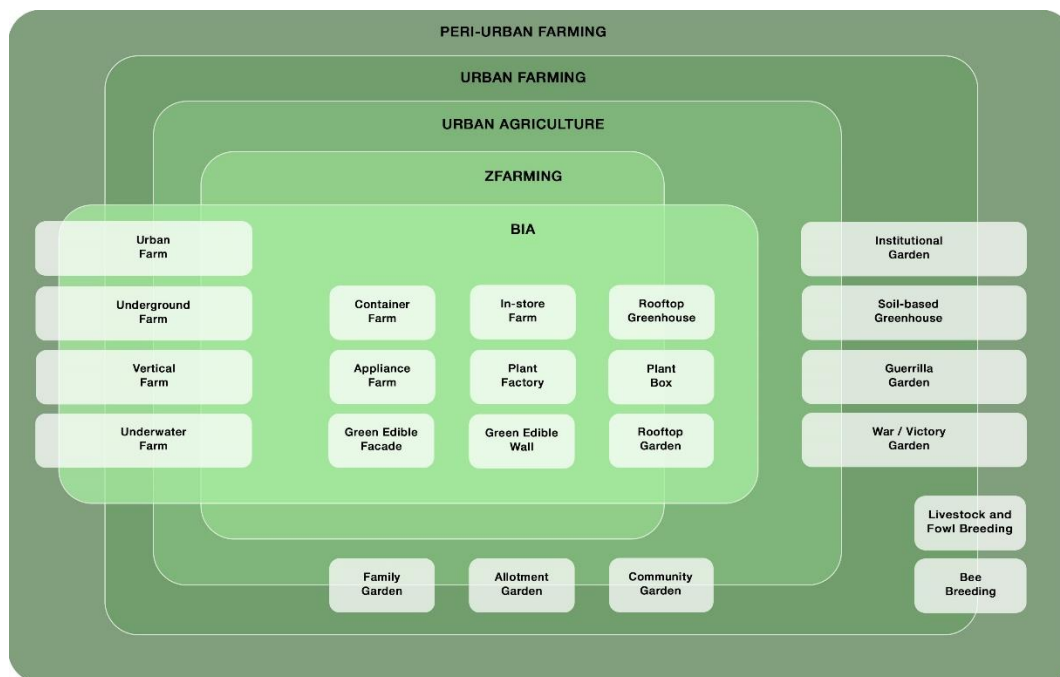 PERI-URBAN FARMING
URBAN FARMING
URBAN AGRICULTURE
ZFARMING
BIA
Urban
Farm
Underground
Farm
Vertical
Farm
Underwater
Farm
Container
Farm
In-store
Farm
Rooftop
Greenhouse
Appliance
Farm
Plant
Factory
Plant
Box
Green Edible
Facade
Green Edible
Wall
Rooftop
Garden
Institutional
Garden
Soil-based
Greenhouse
Guerrilla
Garden
War / Victory
Garden
Livestock and
Fowl Breeding
Bee
Breeding
Family
Garden
Allotment
Garden
Community
Garden